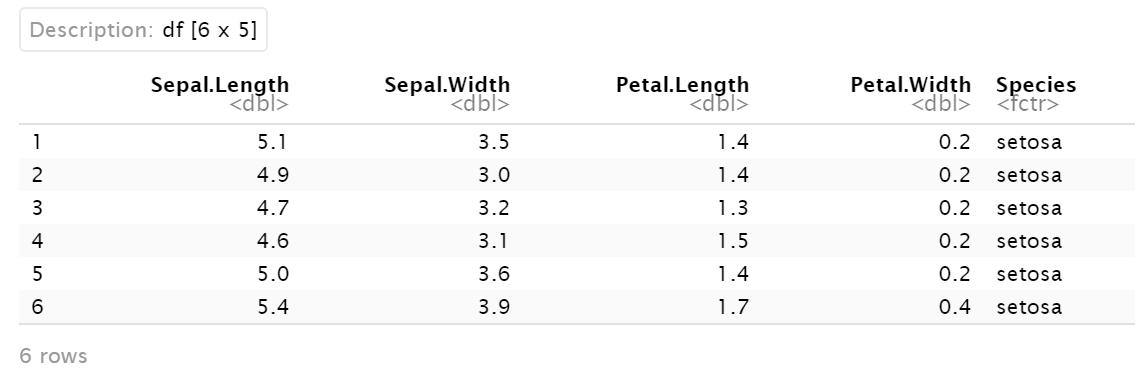 Description: df [6 x 5]
Sepal.Length Sepal.Width Petal.Length Petal.Width Species
<dbl> <dbl> <dbl> <dbl> <fctr>
1 5.1 3.5 1.4 0.2 setosa
2 4.9 3.0 1.4 0.2 setosa
3 4.7 3.2 1.3 0.2 setosa
4 4.6 3.1 1.5 0.2 setosa
5 5.0 3.6 1.4 0.2 setosa
6 5.4 3.9 1.7 0.4 setosa
6 rows